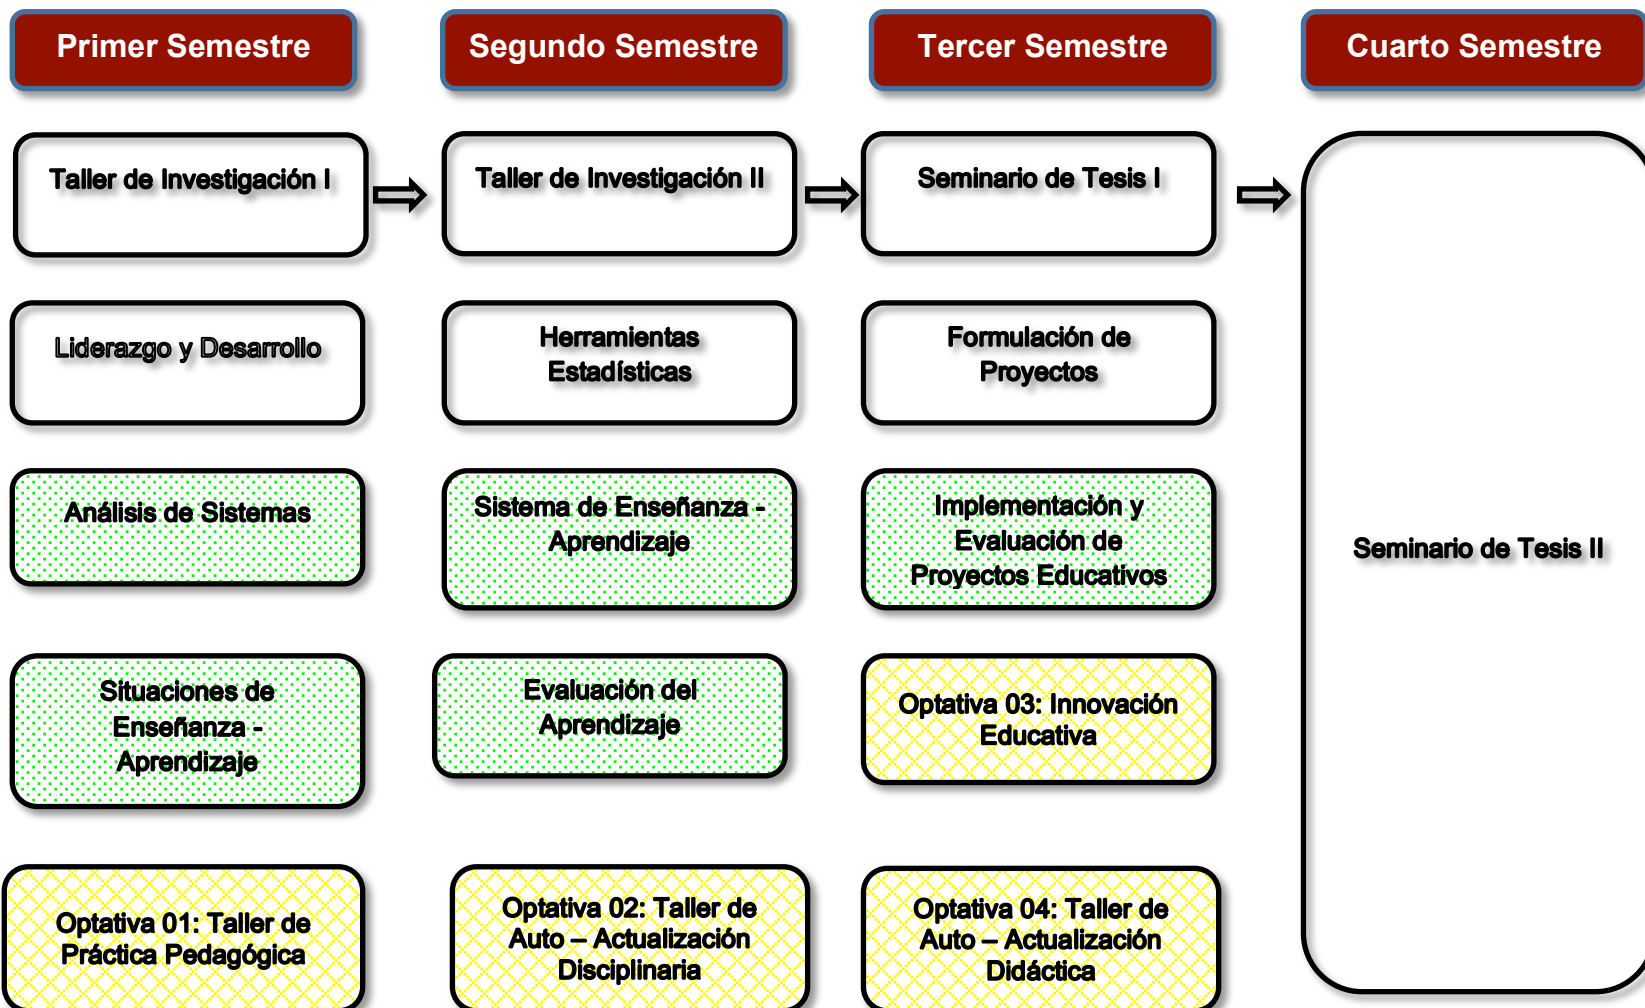 Primer Semestre
Segundo Semestre
Tercer Semestre
Cuarto Semestre
Taller de Investigación I
Taller de Investigación II
Seminario de Tesis I
Liderazgo y Desarrollo
Herramientas
Estadísticas
Formulación de
Proyectos
Análisis de Sistemas
Sistema de Enseñanza -
Aprendizaje
Implementación y
Evaluación de
Proyectos Educativos
Seminario de Tesis II
Situaciones de
Enseñanza -
Aprendizaje
Evaluación del
Aprendizaje
Optativa 03: Innovación
Educativa
Optativa 01: Taller de
Práctica Pedagógica
Optativa 02: Taller de
Auto – Actualización
Disciplinaria
Optativa 04: Taller de
Auto – Actualización
Didáctica